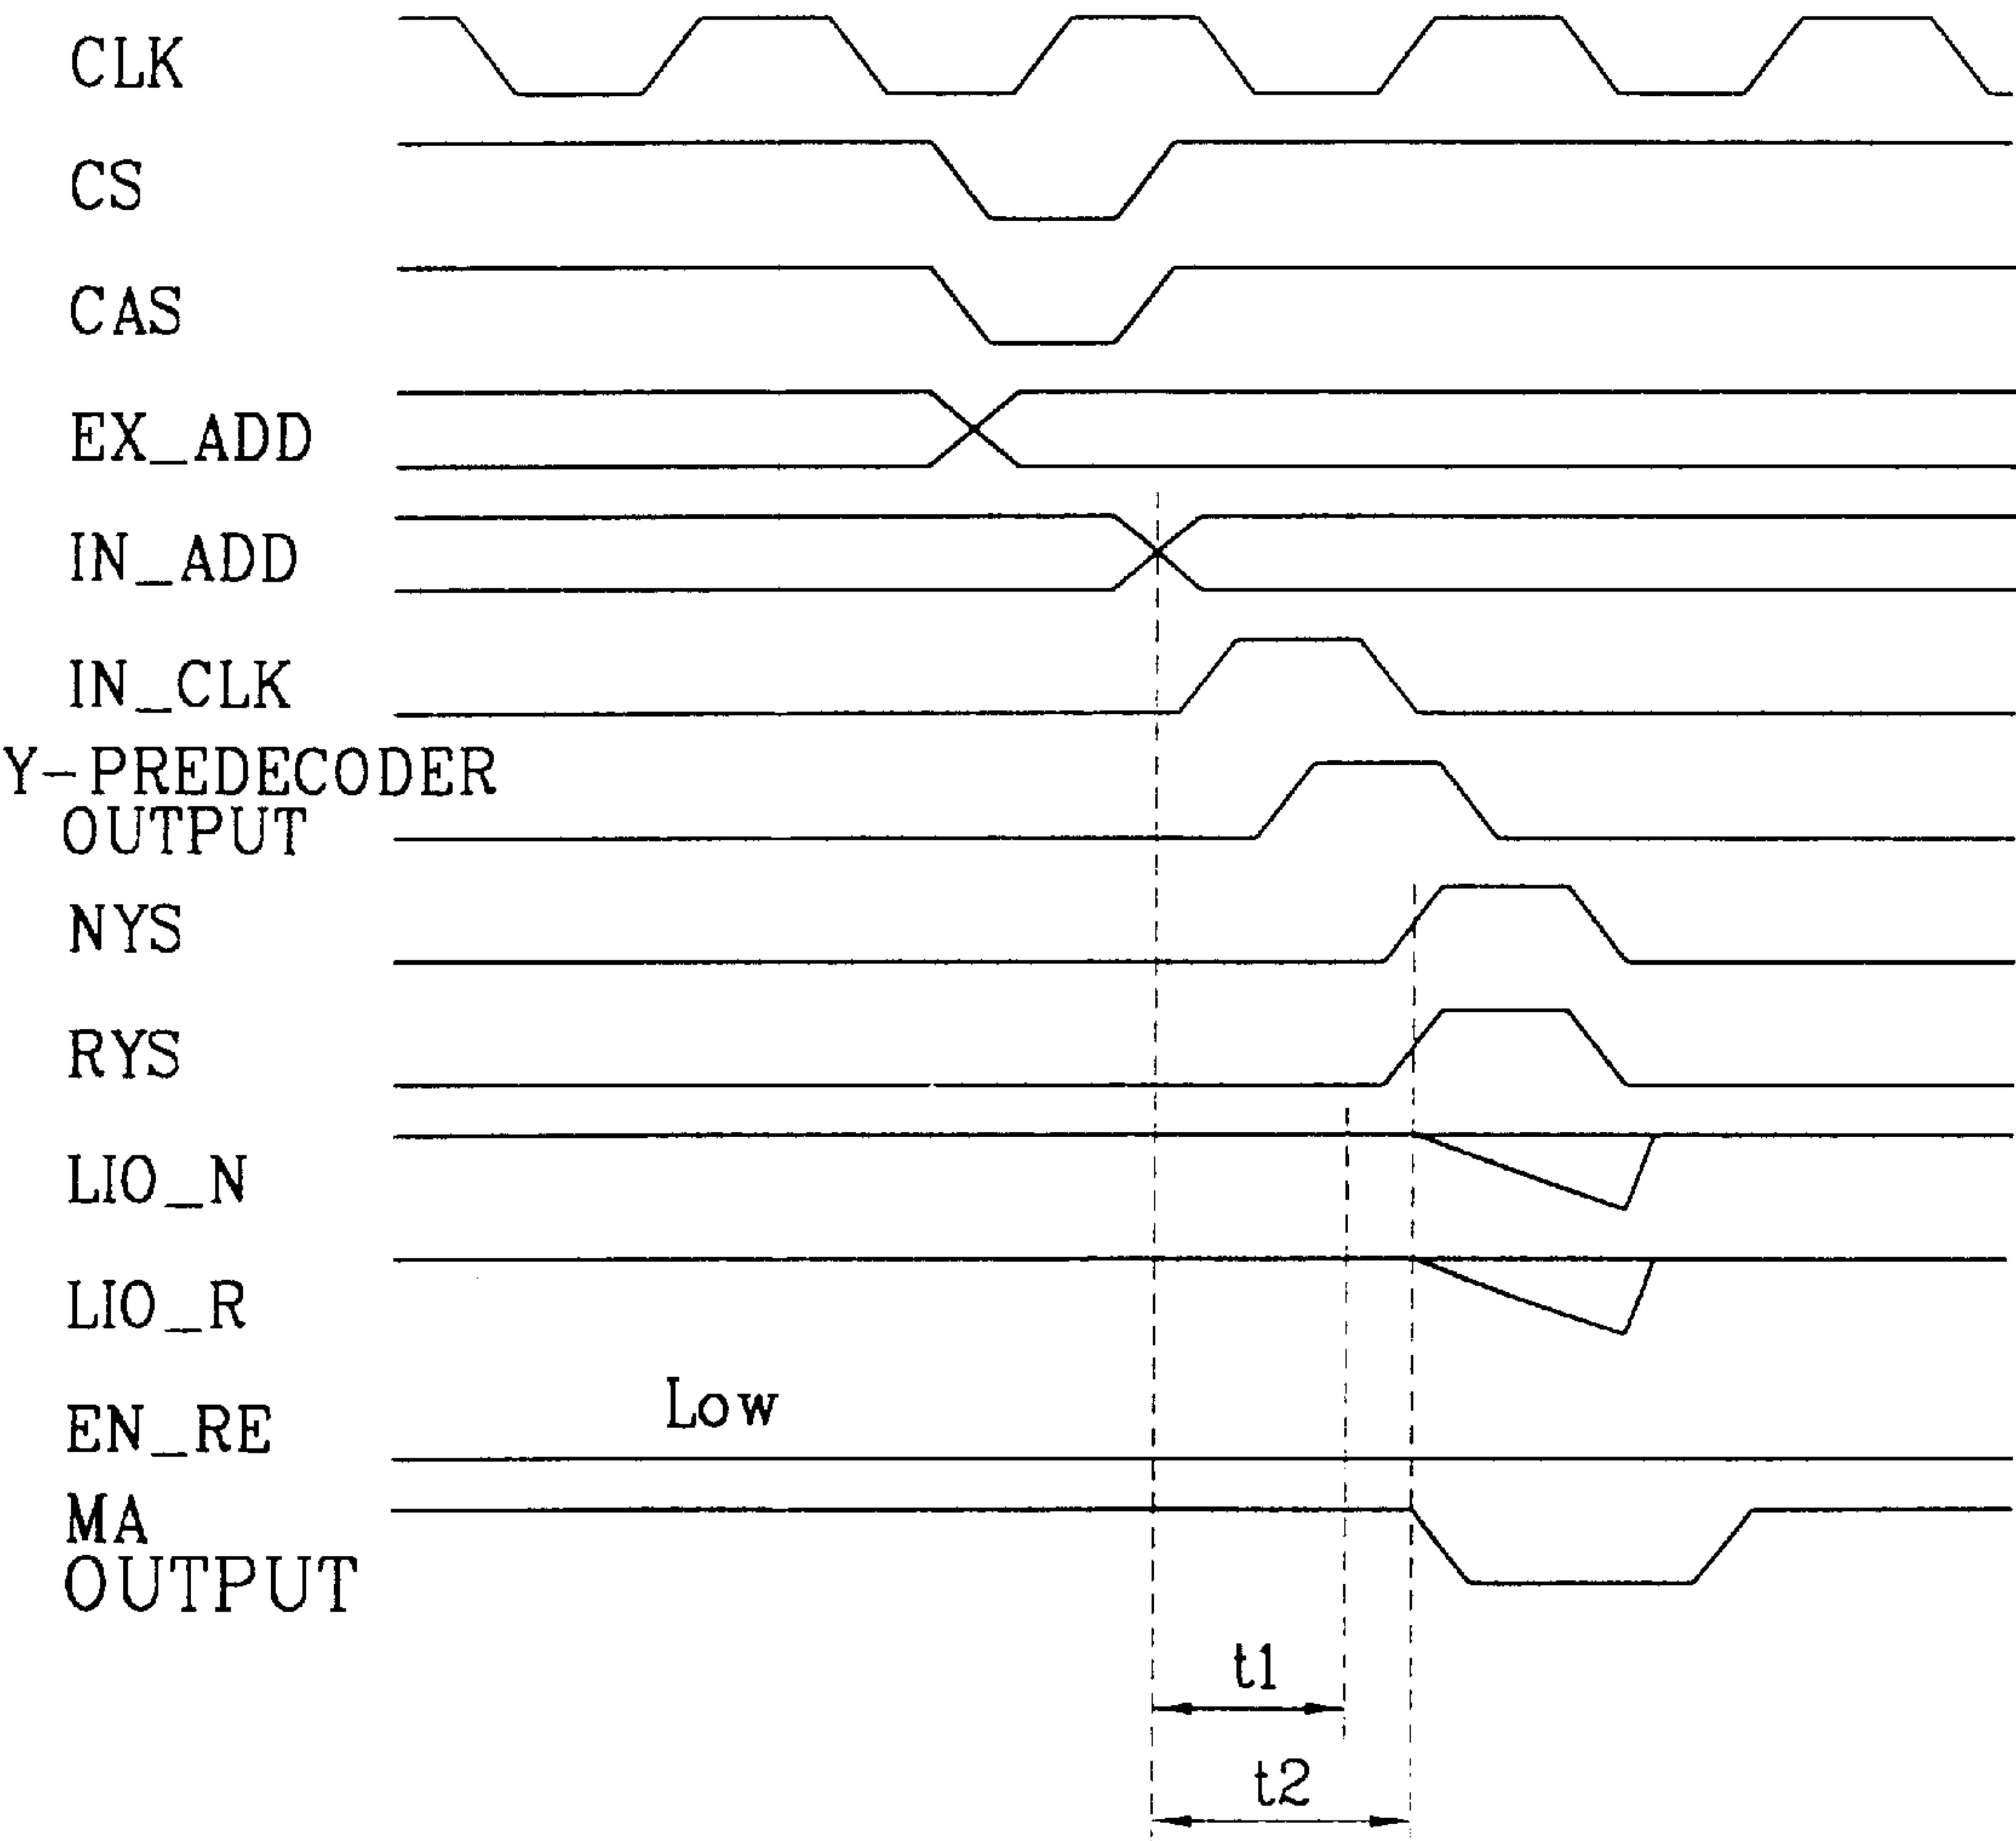 CLK
CS
CAS
EX_ADD
IN_ADD
IN_CLK
Y-PREDECODER
OUTPUT
NYS
RYS
LIO_N
LIO_R
Low
EN_RE
MA
OUTPUT
t1
t2